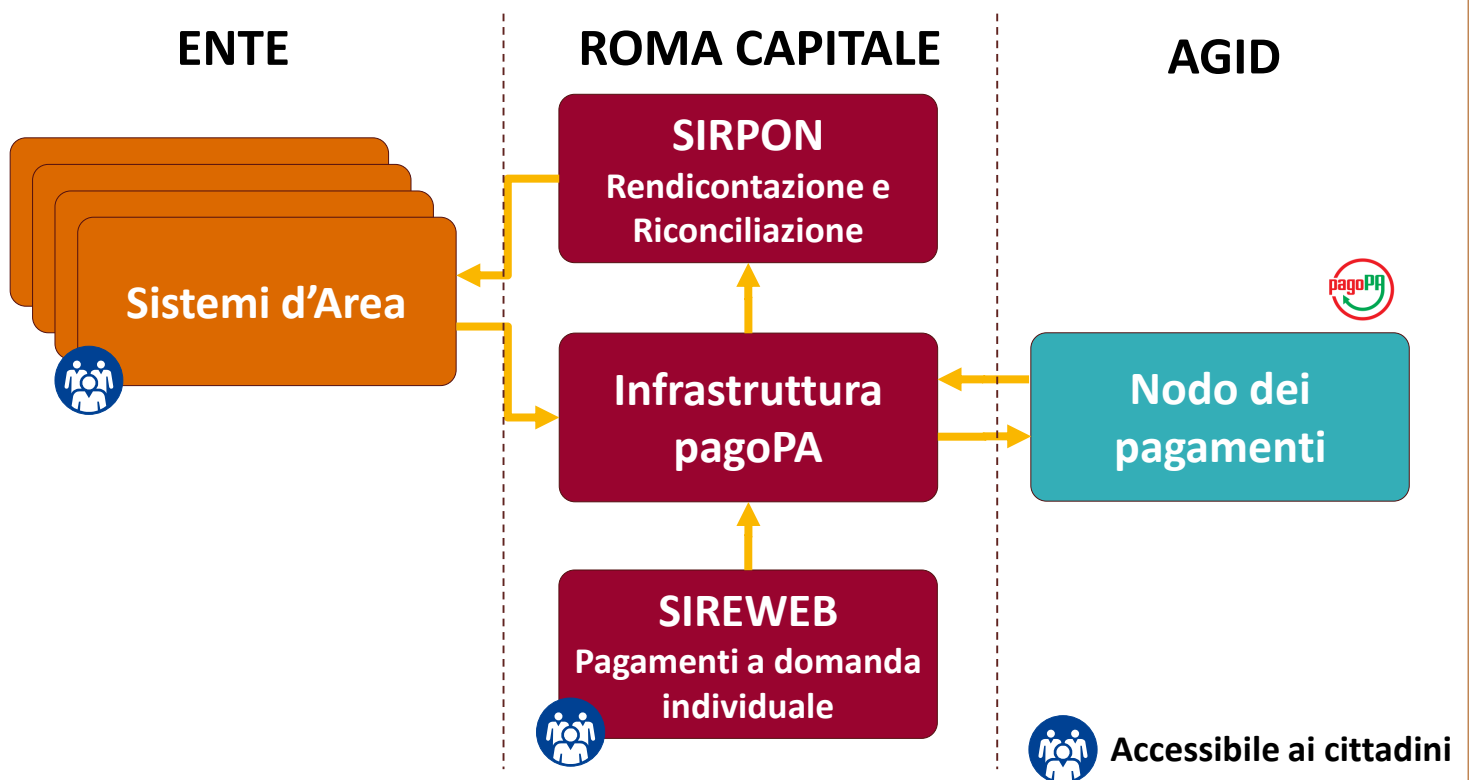 ENTE
ROMA CAPITALE
AGID
SIRPON
Rendicontazione e
Riconciliazione
Sistemi d’Area
pagoPA
Infrastruttura
pagoPA
Nodo dei
pagamenti
SIREWEB
Pagamenti a domanda
individuale
Accessibile ai cittadini